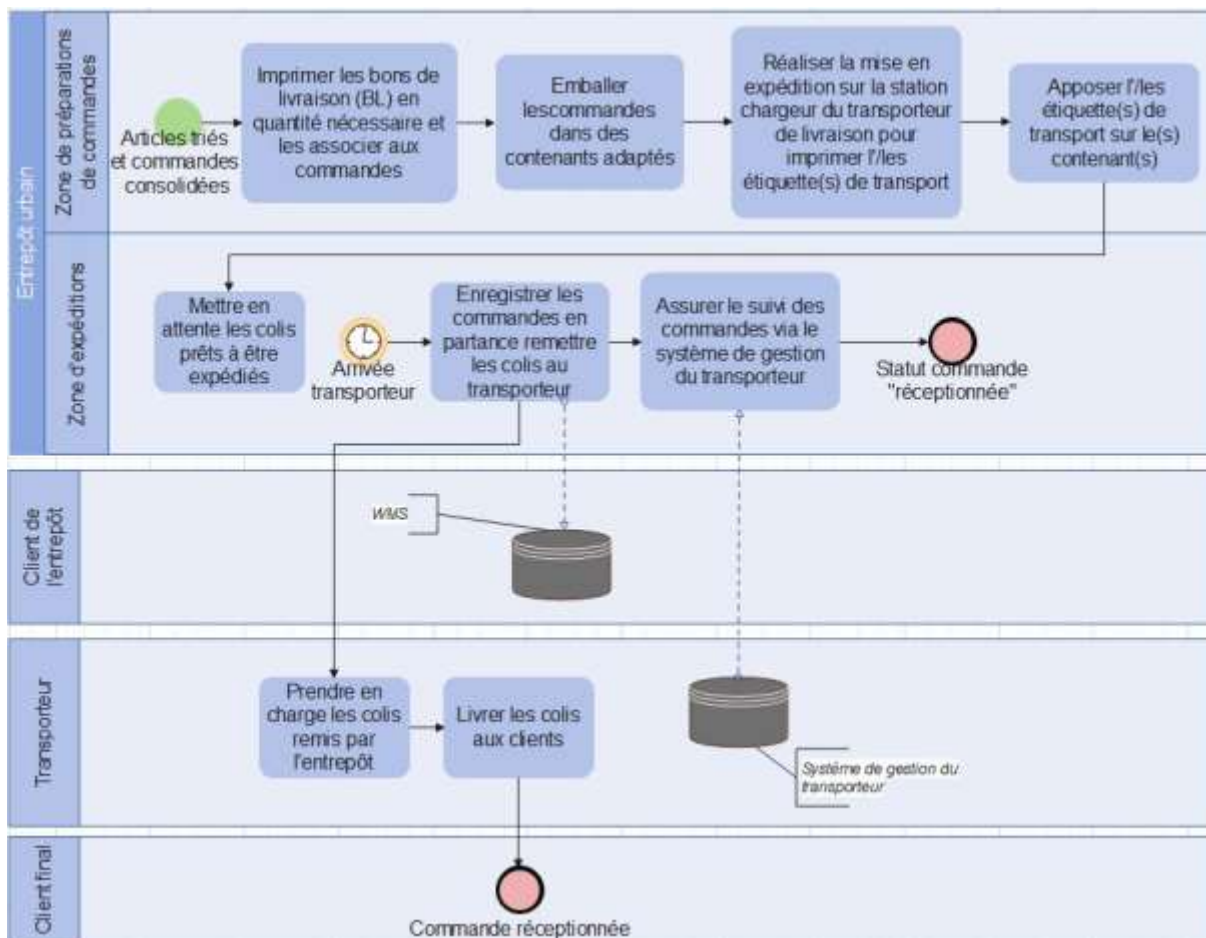 Entrepôt urbain
Zone de préparations
de commandes
Articles triés
et commandes
consolidées
Imprimer les bons de
livraison (BL) en
quantité nécessaire et
les associer aux
commandes
Emballer
lescommandes
dans des
contenants adaptés
Réaliser la mise en
expédition sur la station
chargeur du transporteur
de livraison pour
imprimer l'/les
étiquette(s) de transport
Apposer l'/les
étiquette(s) de
transport sur le(s)
contenant(s)
Zone d'expéditions
Mettre en
attente les colis
prêts à être
expédiés
Arrivée
transporteur
Enregistrer les
commandes en
partance remettre
les colis au
transporteur
Assurer le suivi des
commandes via le
système de gestion
du transporteur
Statut commande
"réceptionnée"
Client de
l'entrepôt
WMS
Transporteur
Prendre en
charge les colis
remis par
l'entrepôt
Livrer les colis
aux clients
Système de gestion du
transporteur
Client final
Commande réceptionnée